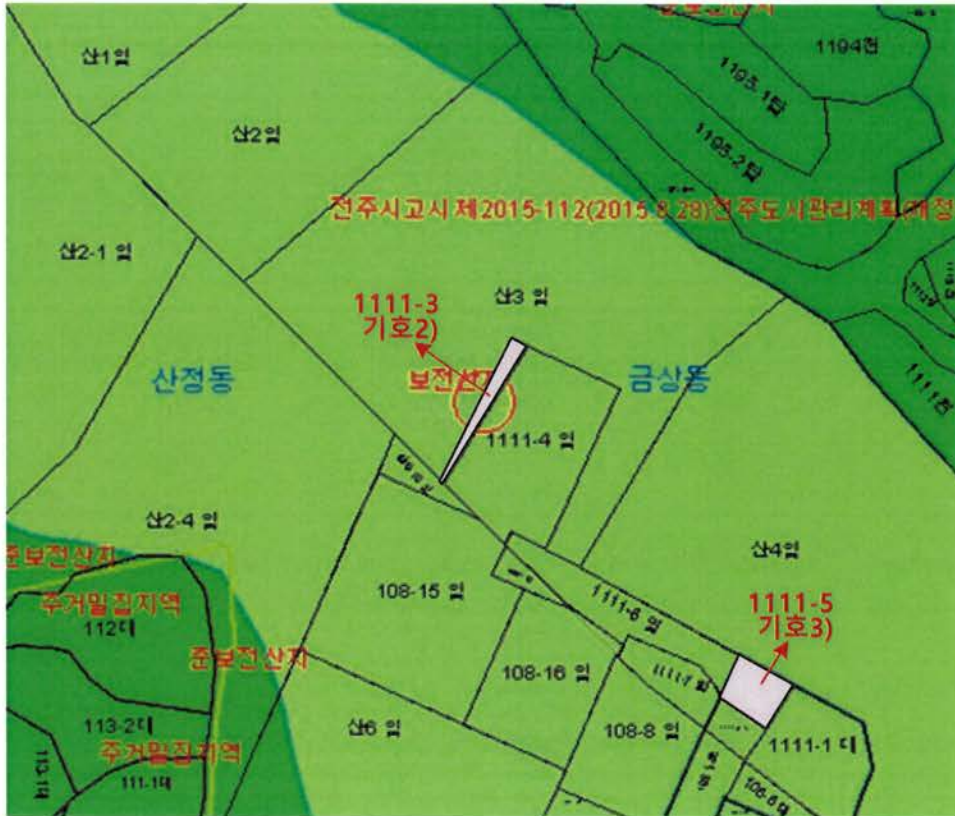 1194전
산1임
1195-1답
산2임
1195-2답
전주시고시 제2015-112(2015.8.28)전주도시관리계획(재정
산2-1 임
산3 임
1111-3
기호2)
산정동
보전산지
금상동
1111-4 임
산2-4 임
산4임
준보전산지
108-15 임
1111-6 임
1111-5
기호3)
주거밀집지역
112대
준보전산지
108-16 임
1111-7 임
113-2대
산6 임
108-8 임
1111-1 대
주거밀집지역
111-1대